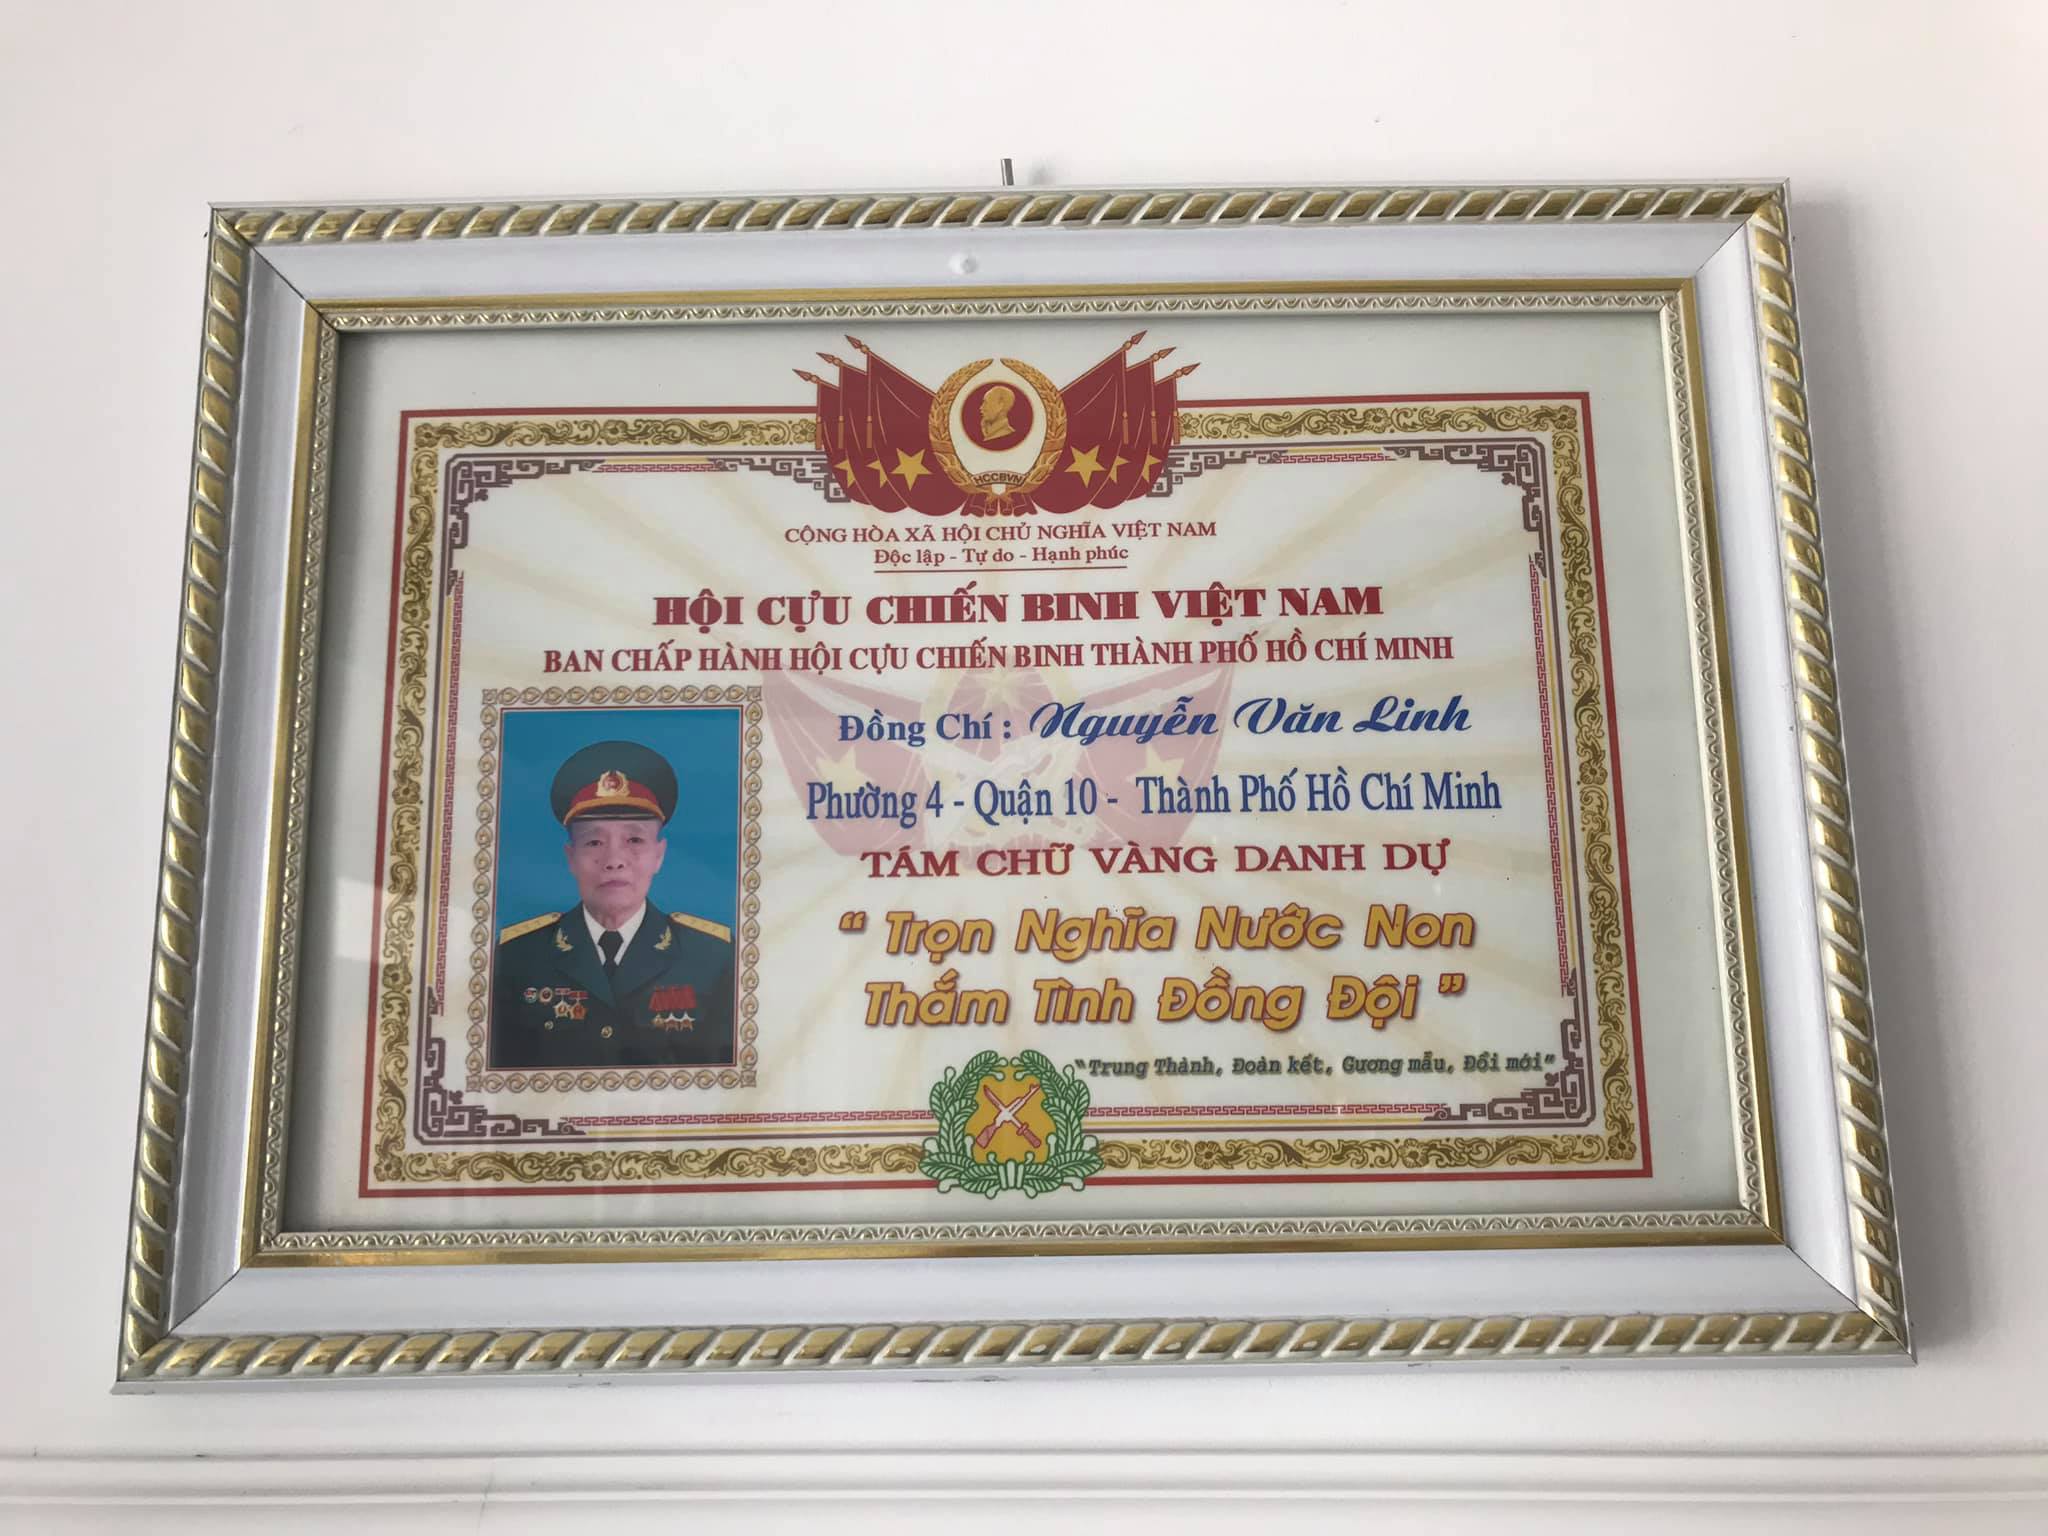 HCCBVN
CỘNG HÒA XÃ HỘI CHỦ NGHĨA VIỆT NAM
Độc lập - Tự do - Hạnh phúc
HỘI CỰU CHIẾN BINH VIỆT NAM
BAN CHẤP HÀNH HỘI CỰU CHIẾN BINH THÀNH PHỐ HỒ CHÍ MINH
Đồng Chí : Nguyễn Văn Linh
Phường 4 - Quận 10 - Thành Phố Hồ Chí Minh
TÁM CHỮ VÀNG DANH DỰ
“ Trọn Nghĩa Nước Non
Thắm Tình Đồng Đội ”
“Trung Thành, Đoàn kết, Gương mẫu, Đổi mới”